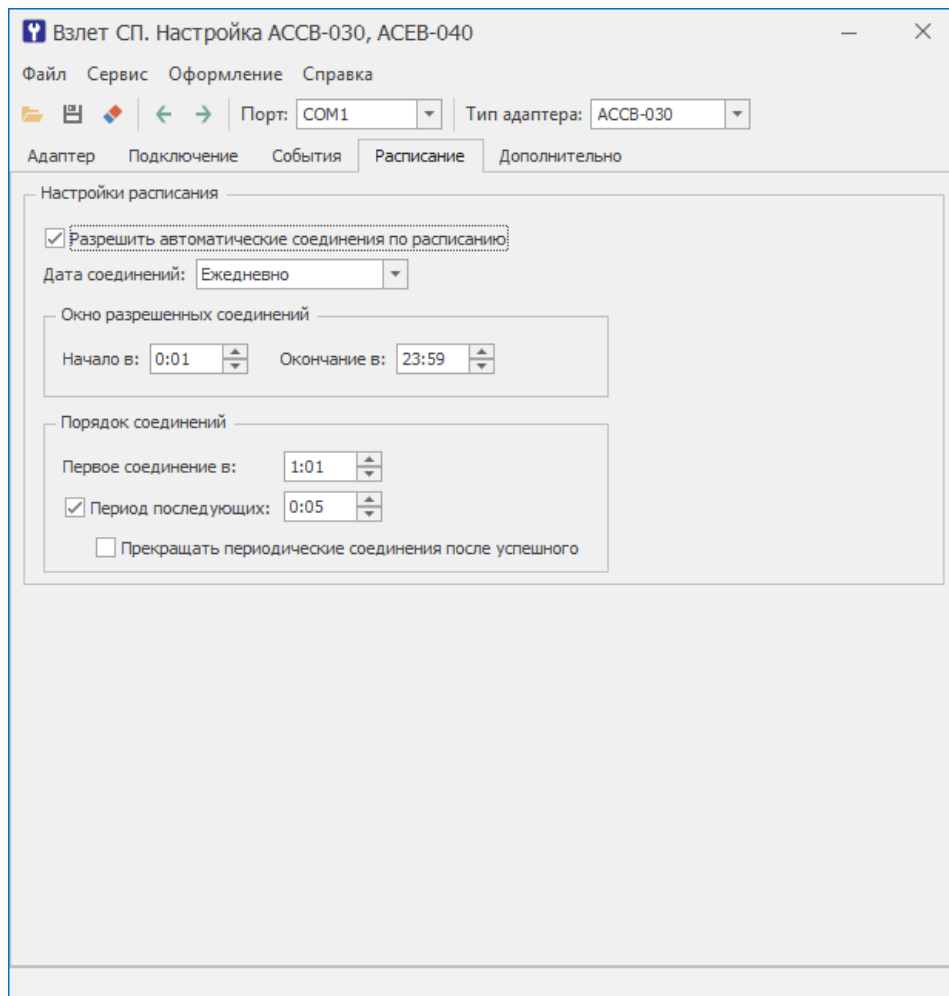 Взлет СП. Настройка АССВ-030, АСЕВ-040
Файл Сервис Оформление Справка
Порт: COM1 Тип адаптера: АССВ-030
Адаптер Подключение События Расписание Дополнительно
Настройки расписания
Разрешить автоматические соединения по расписанию
Дата соединений: Ежедневно
Окно разрешенных соединений
Начало в: 0:01 Окончание в: 23:59
Порядок соединений
Первое соединение в: 1:01
Период последующих: 0:05
Прекращать периодические соединения после успешного